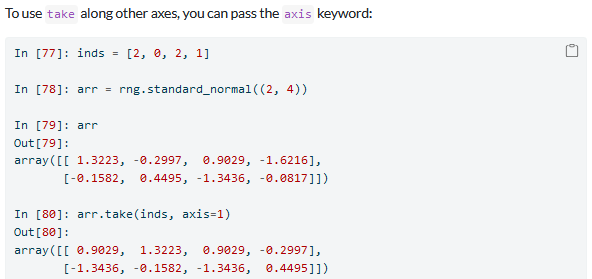 To use take along other axes, you can pass the axis keyword:
In [77]: inds = [2, 0, 2, 1]
In [78]: arr = rng.standard_normal((2, 4))
In [79]: arr
Out[79]:
array([[ 1.3223, -0.2997,  0.9029, -1.6216],
       [-0.1582,  0.4495, -1.3436, -0.0817]])
In [80]: arr.take(inds, axis=1)
Out[80]:
array([[ 0.9029,  1.3223,  0.9029, -0.2997],
       [-1.3436, -0.1582, -1.3436,  0.4495]])